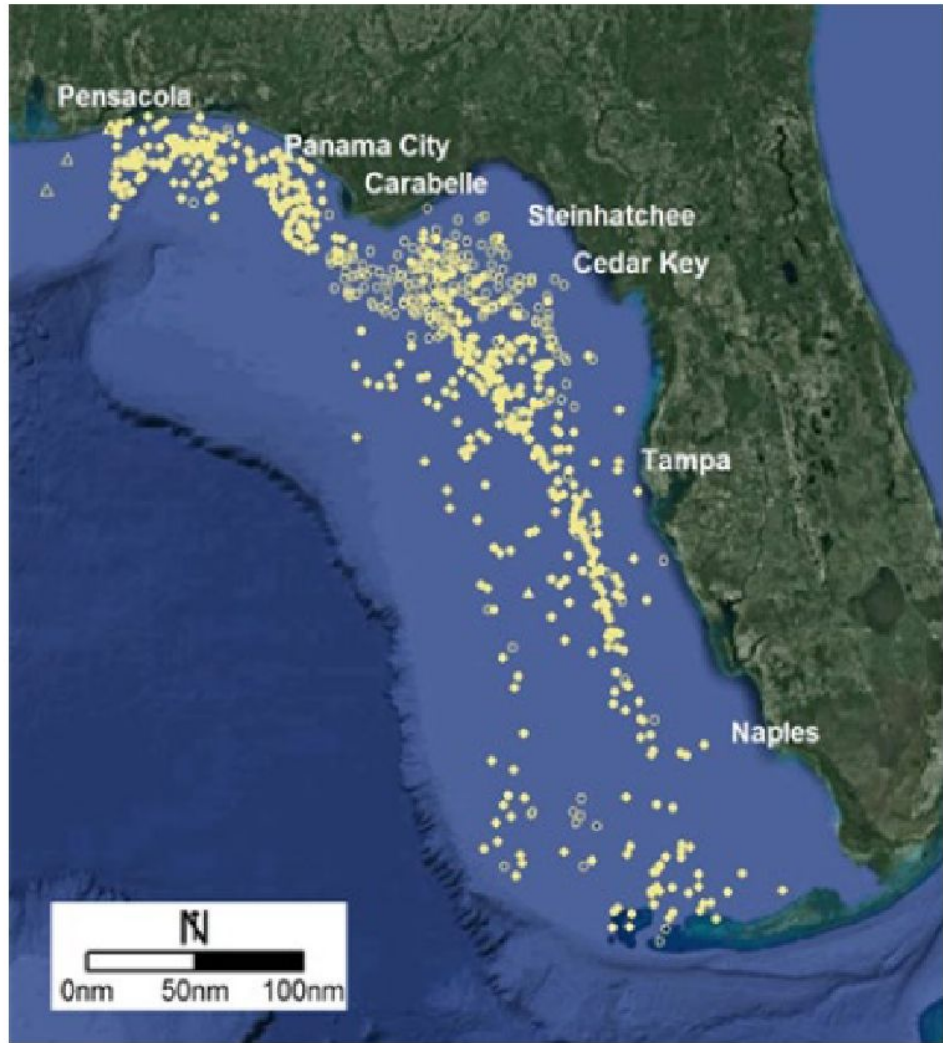 Pensacola
Panama City
Carabelle
Steinhatchee
Cedar Key
Tampa
Naples
N
0nm 50nm 100nm